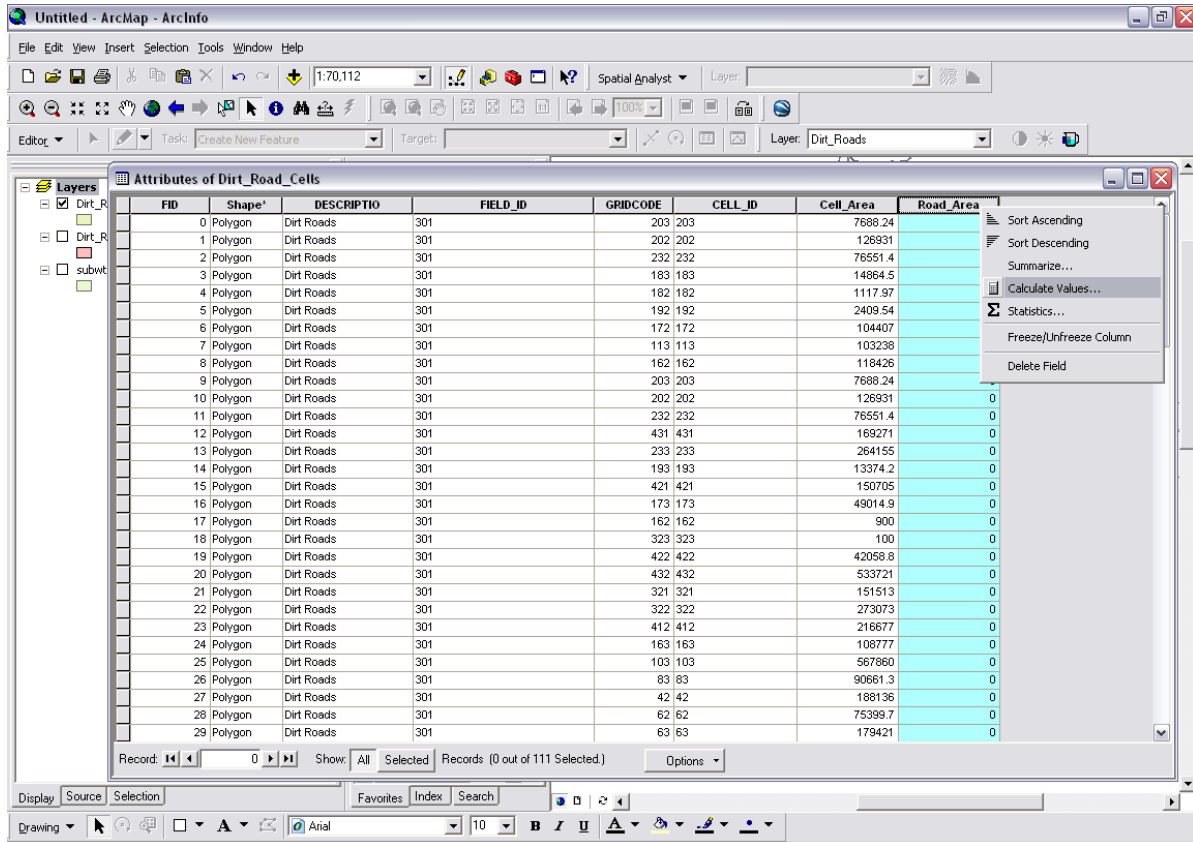 Untitled - ArcMap - ArcInfo
File Edit View Insert Selection Tools Window Help
1:70,112 Spatial Analyst Layer:
100%
Editor Task: Create New Feature Target: Layer: Dirt_Roads
Layers
Dirt_R
Dirt_R
subwt
Attributes of Dirt_Road_Cells
FID Shape* DESCRIPTIO FIELD_ID GRIDCODE CELL_ID Cell_Area Road_Area
0 Polygon Dirt Roads 301 203 203 7688.24
1 Polygon Dirt Roads 301 202 202 126931
2 Polygon Dirt Roads 301 232 232 76551.4
3 Polygon Dirt Roads 301 183 183 14864.5
4 Polygon Dirt Roads 301 182 182 1117.97
5 Polygon Dirt Roads 301 192 192 2409.54
6 Polygon Dirt Roads 301 172 172 104407
7 Polygon Dirt Roads 301 113 113 103238
8 Polygon Dirt Roads 301 162 162 118426
9 Polygon Dirt Roads 301 203 203 7688.24
10 Polygon Dirt Roads 301 202 202 126931 0
11 Polygon Dirt Roads 301 232 232 76551.4 0
12 Polygon Dirt Roads 301 431 431 169271 0
13 Polygon Dirt Roads 301 233 233 264155 0
14 Polygon Dirt Roads 301 193 193 13374.2 0
15 Polygon Dirt Roads 301 421 421 150705 0
16 Polygon Dirt Roads 301 173 173 49014.9 0
17 Polygon Dirt Roads 301 162 162 900 0
18 Polygon Dirt Roads 301 323 323 100 0
19 Polygon Dirt Roads 301 422 422 42058.8 0
20 Polygon Dirt Roads 301 432 432 533721 0
21 Polygon Dirt Roads 301 321 321 151513 0
22 Polygon Dirt Roads 301 322 322 273073 0
23 Polygon Dirt Roads 301 412 412 216677 0
24 Polygon Dirt Roads 301 163 163 108777 0
25 Polygon Dirt Roads 301 103 103 567860 0
26 Polygon Dirt Roads 301 83 83 90661.3 0
27 Polygon Dirt Roads 301 42 42 188136 0
28 Polygon Dirt Roads 301 62 62 75399.7 0
29 Polygon Dirt Roads 301 63 63 179421 0
Sort Ascending
Sort Descending
Summarize...
Calculate Values...
Statistics...
Freeze/Unfreeze Column
Delete Field
Record: 0 Show: All Selected Records (0 out of 111 Selected.) Options
Display Source Selection Favorites Index Search
Drawing A Arial 10 B I U A